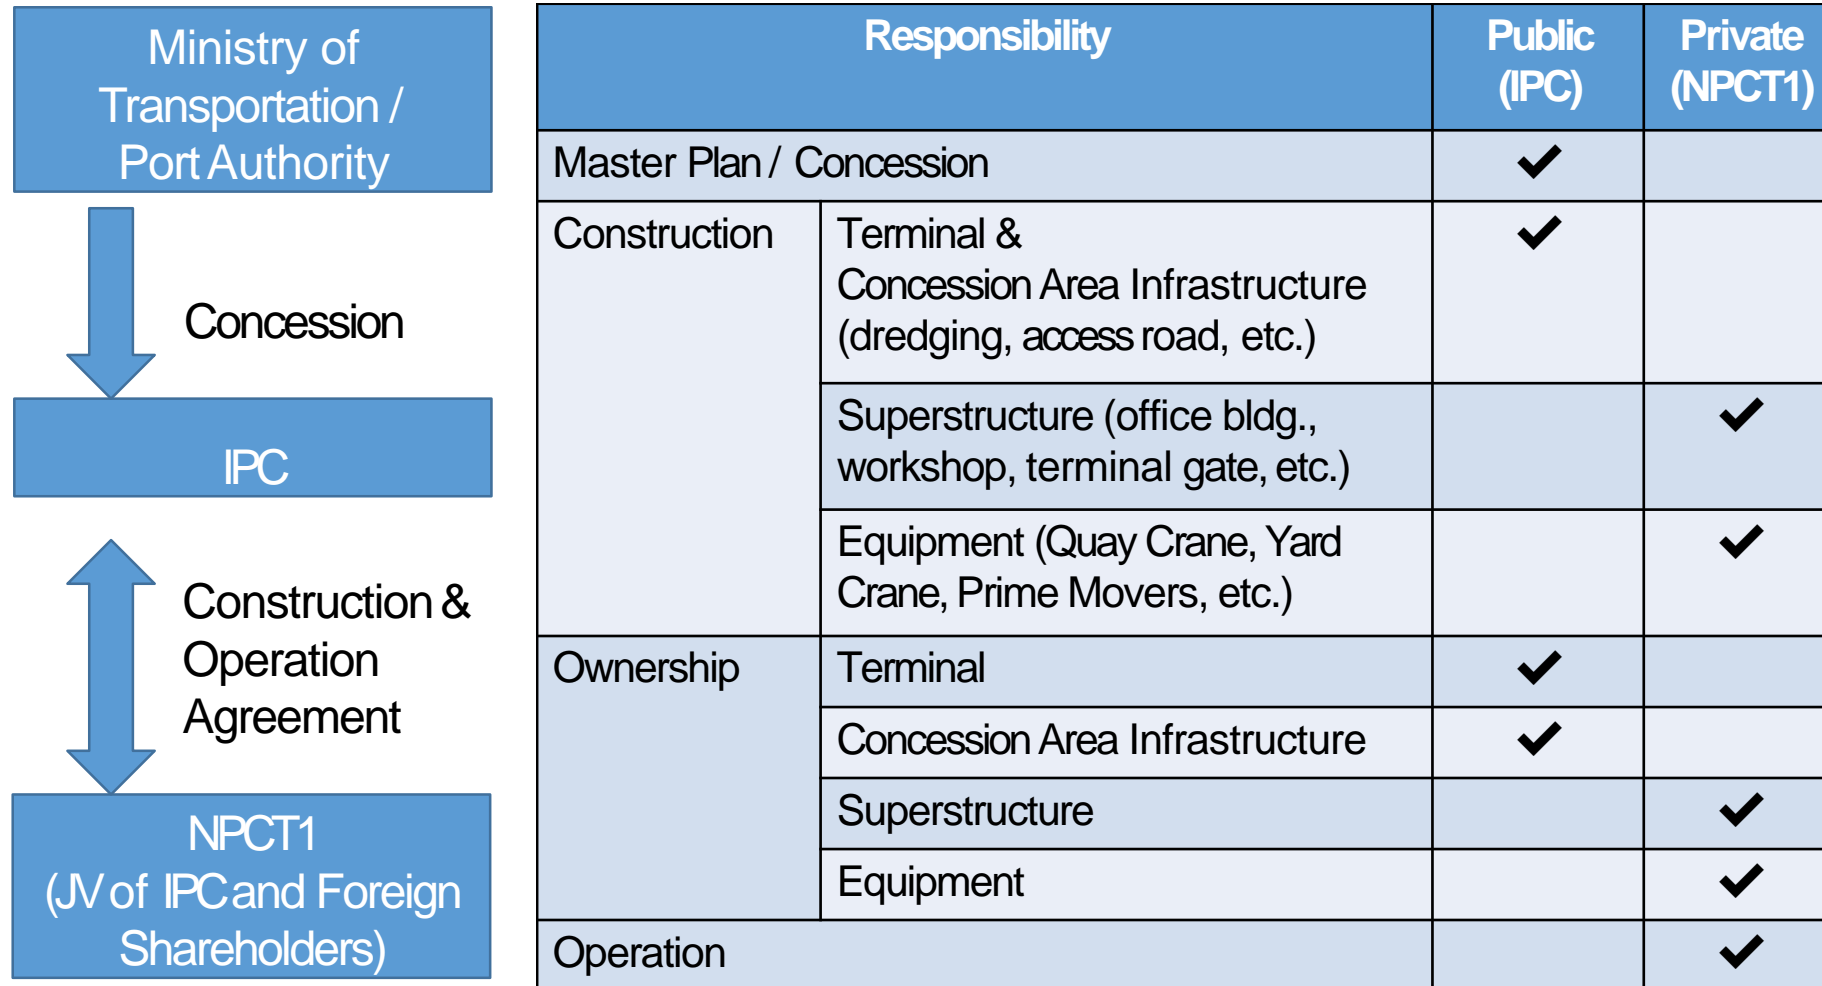 Ministry of
Transportation /
Port Authority
Concession
IPC
Construction &
Operation
Agreement
NPCT1
(JV of IPC and Foreign
Shareholders)
Responsibility
Public
(IPC)
Private
(NPCT1)
Master Plan / Concession
✔
Construction
Terminal &
Concession Area Infrastructure
(dredging, access road, etc.)
✔
Superstructure (office bldg.,
workshop, terminal gate, etc.)
✔
Equipment (Quay Crane, Yard
Crane, Prime Movers, etc.)
✔
Ownership
Terminal
✔
Concession Area Infrastructure
✔
Superstructure
✔
Equipment
✔
Operation
✔